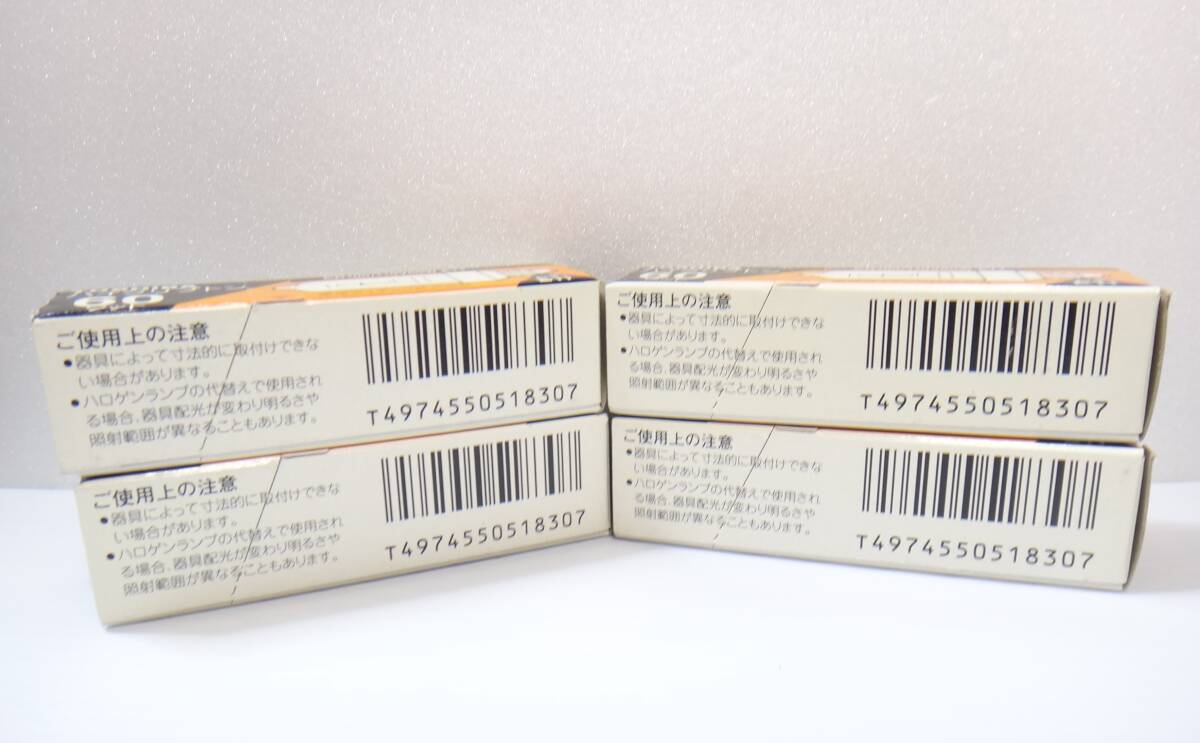 ご使用上の注意
●器具によって寸法的に取付けできな
い場合があります。
●ハロゲンランプの代替えで使用され
る場合、器具配光が変わり明るさや
照射範囲が異なることもあります。
T4974550518307
ご使用上の注意
●器具によって寸法的に取付けできな
い場合があります。
●ハロゲンランプの代替えで使用され
る場合、器具配光が変わり明るさや
照射範囲が異なることもあります。
T4974550518307
ご使用上の注意
●器具によって寸法的に取付けできな
い場合があります。
●ハロゲンランプの代替えで使用され
る場合、器具配光が変わり明るさや
照射範囲が異なることもあります。
T4974550518307
ご使用上の注意
●器具によって寸法的に取付けできな
い場合があります。
●ハロゲンランプの代替えで使用され
る場合、器具配光が変わり明るさや
照射範囲が異なることもあります。
T4974550518307